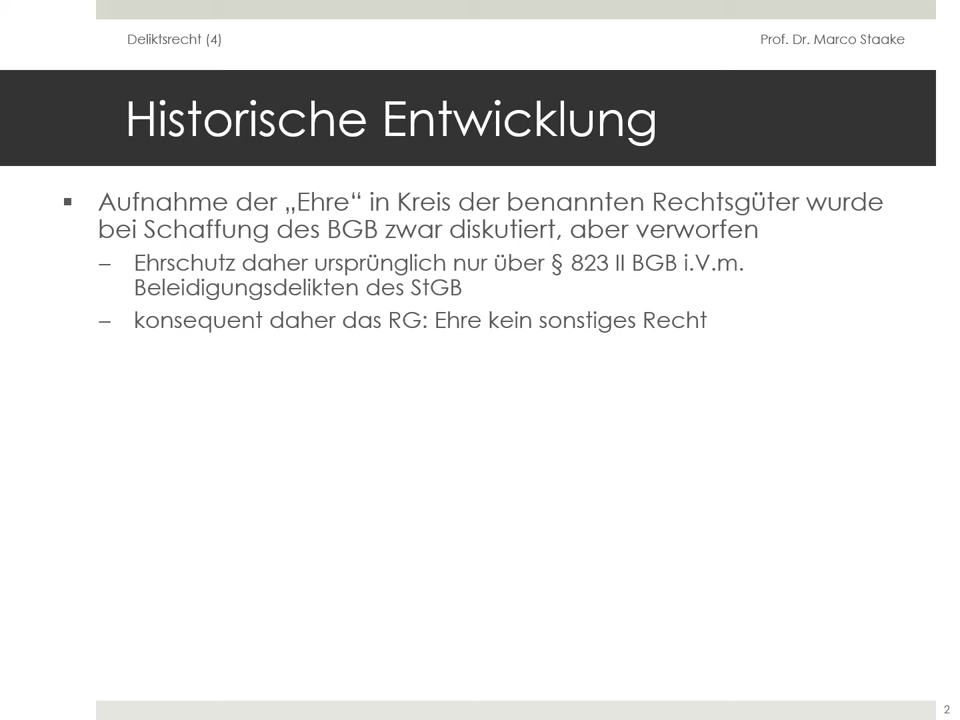 Deliktsrecht (4)
Prof. Dr. Marco Staake
Historische Entwicklung
▪ Aufnahme der „Ehre“ in Kreis der benannten Rechtsgüter wurde
bei Schaffung des BGB zwar diskutiert, aber verworfen
– Ehrschutz daher ursprünglich nur über § 823 II BGB i.V.m.
Beleidigungsdelikten des StGB
– konsequent daher das RG: Ehre kein sonstiges Recht
2